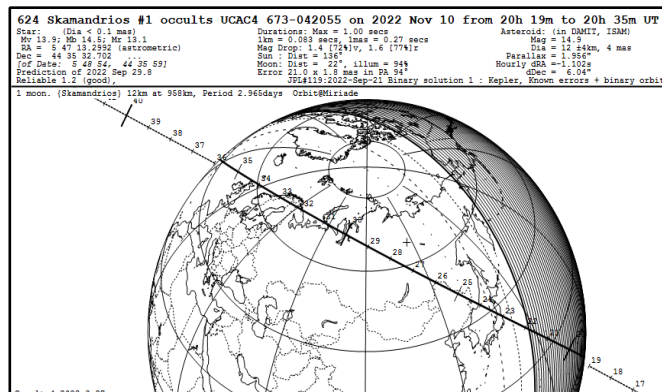 624 Skamandrios #1 occults UCAC4 673-042055 on 2022 Nov 10 from 20h 19m to 20h 35m UT
Star: (Dia < 0.1 mas) Durations: Max = 1.00 secs Asteroid: (in DAMIT, ISAM)
Mv 13.9; Mb 14.5; Mr 13.1 1km = 0.083 secs, 1mas = 0.27 secs Mag = 14.9
RA = 5 47 13.2992 (astrometric) Mag Drop: 1.4 [72%]v, 1.6 [77%]r Dia = 12 ±4km, 4 mas
Dec = 44 35 32.702 ... Sun : Dist = 136° Parallax = 1.956"
[of Date: 5 48 54, 44 35 59] Moon: Dist = 22°, illum = 94% Hourly dRA =-1.102s
Prediction of 2022 Sep 29.8 Error 21.0 x 1.8 mas in PA 94° dDec = 6.04"
Reliable 1.2 (good), JPL#119:2022-Sep-21 Binary solution 1 : Kepler, Known errors + binary orbit
1 moon. {Skamandrios} 12km at 958km, Period 2.965days Orbit@Miriade
40
39
38
37
36
35
34
33
32
31
30
29
28
27
26
25
24
23
22
21
19
18
17